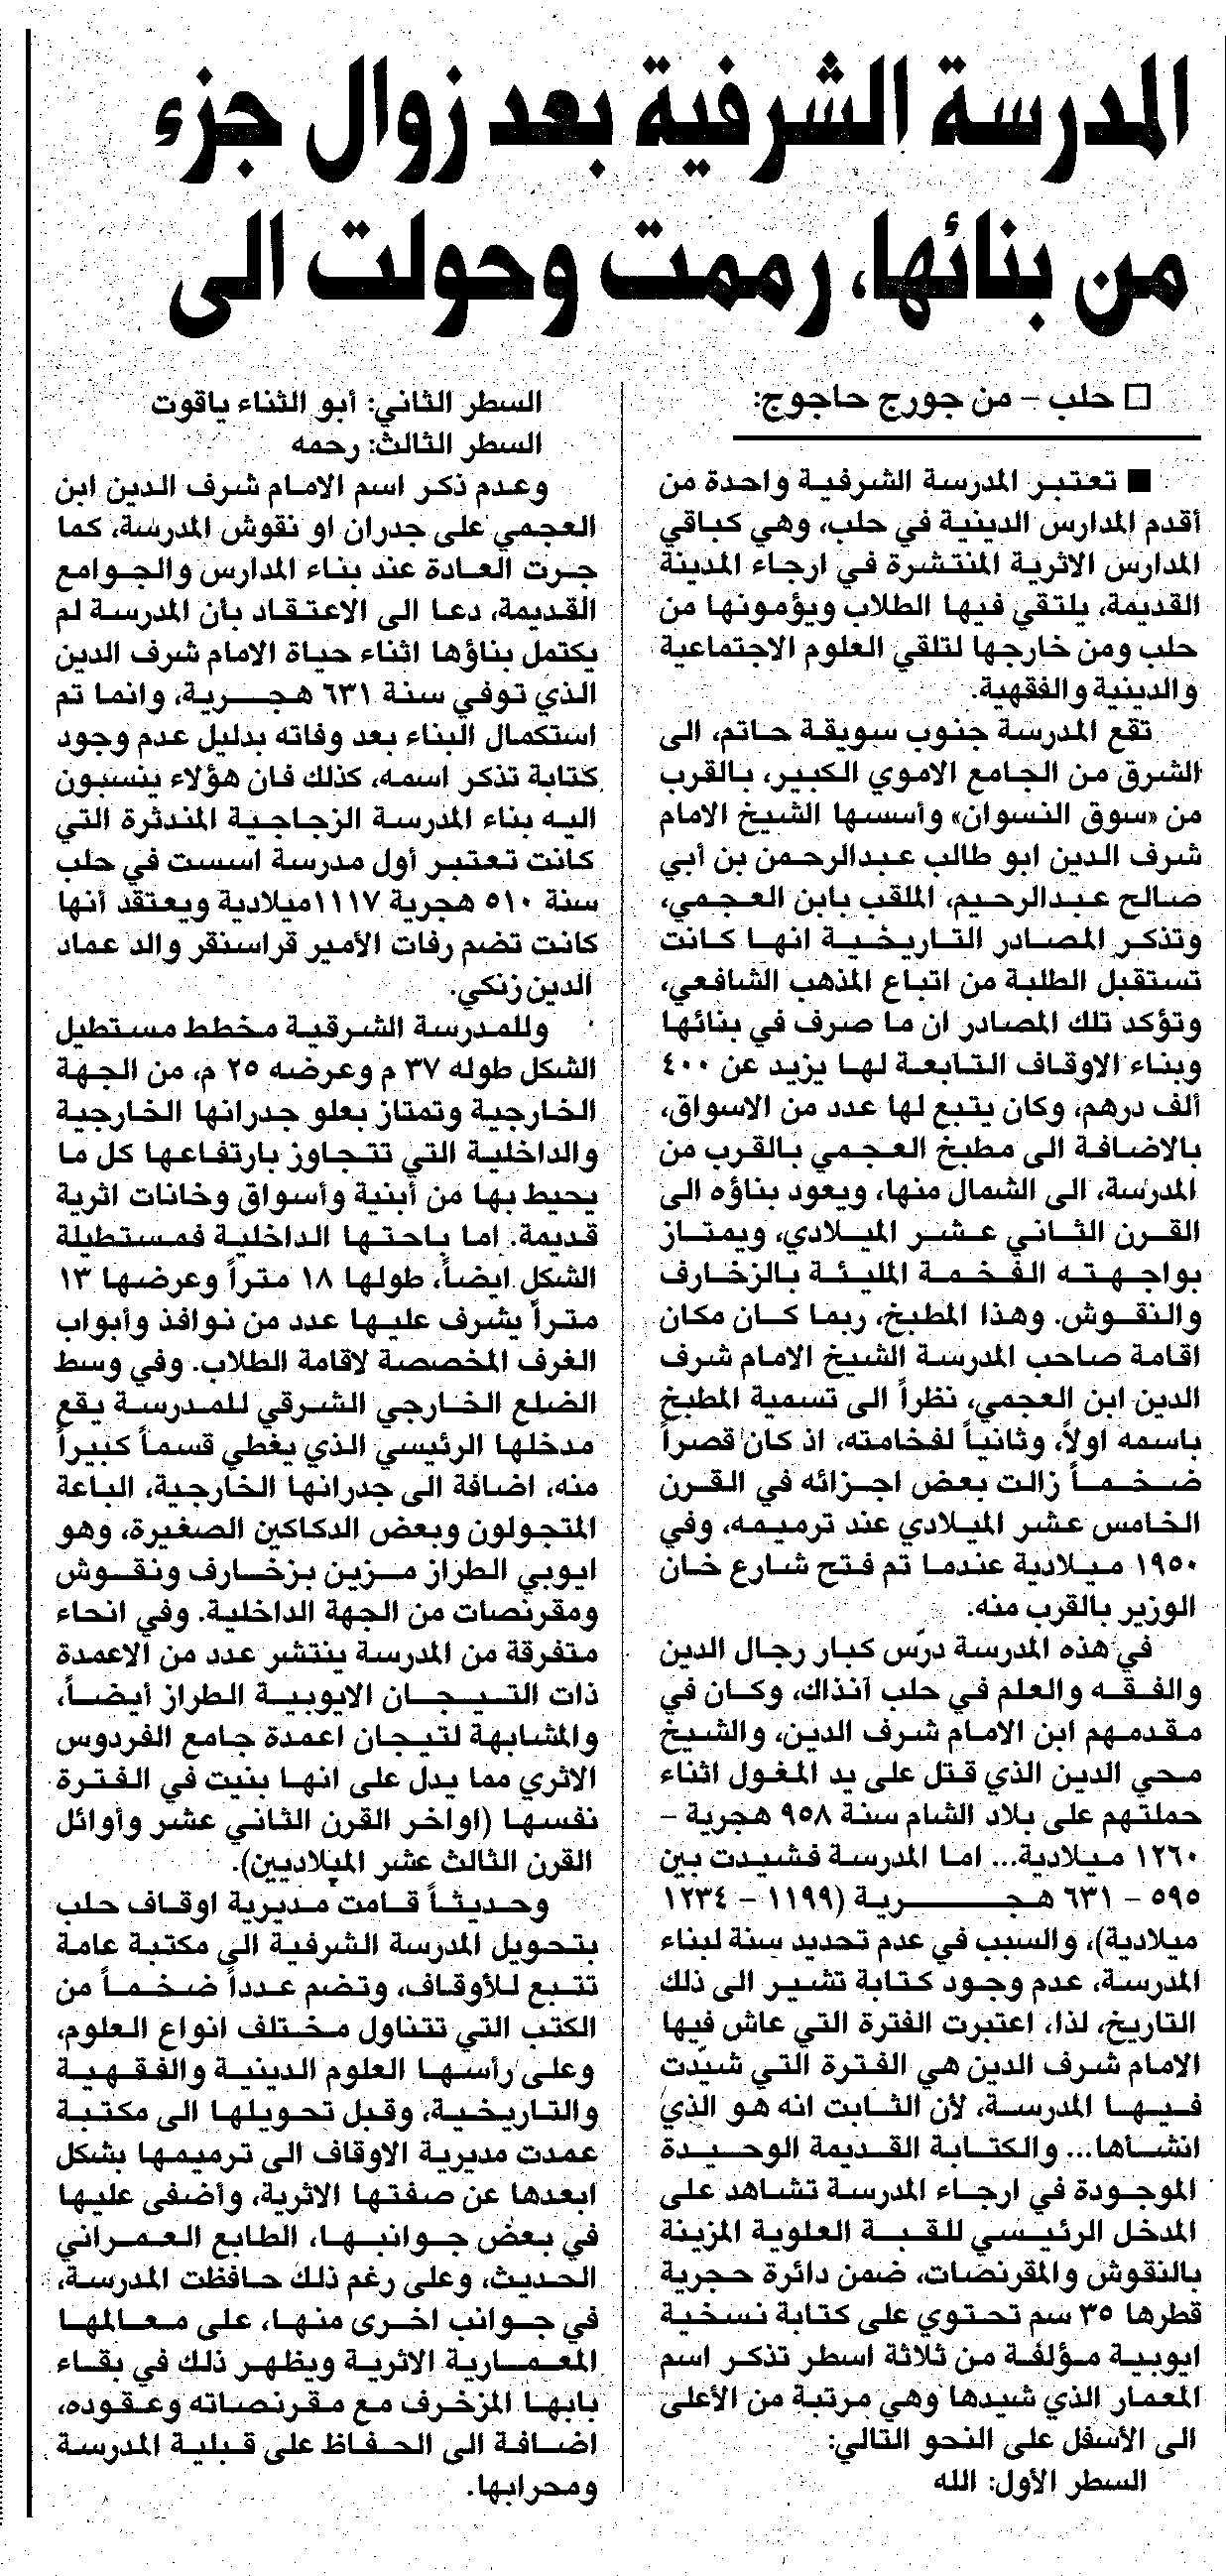 المدرسة الشرفية بعد زوال جزء
من بنائها، رممت وحولت الى
□ حلب – من جورج حاجوج:
■ تعتبر المدرسة الشرفية واحدة من
أقدم المدارس الدينية في حلب، وهي كباقي
المدارس الاثرية المنتشرة في ارجاء المدينة
القديمة، يلتقي فيها الطلاب ويؤمونها من
حلب ومن خارجها لتلقي العلوم الاجتماعية
والدينية والفقهية.
تقع المدرسة جنوب سويقة حاتم، الى
الشرق من الجامع الاموي الكبير، بالقرب
من «سوق النسوان» وأسسها الشيخ الامام
شرف الدين ابو طالب عبدالرحمن بن أبي
صالح عبدالرحيم، الملقب بابن العجمي،
وتذكر المصادر التاريخية انها كانت
تستقبل الطلبة من اتباع المذهب الشافعي،
وتؤكد تلك المصادر ان ما صرف في بنائها
وبناء الاوقاف التابعة لها يزيد عن ٤٠٠
ألف درهم، وكان يتبع لها عدد من الاسواق،
بالاضافة الى مطبخ العجمي بالقرب من
المدرسة، الى الشمال منها، ويعود بناؤه الى
القرن الثاني عشر الميلادي، ويمتاز
بواجهته الفخمة المليئة بالزخارف
والنقوش. وهذا المطبخ، ربما كان مكان
اقامة صاحب المدرسة الشيخ الامام شرف
الدين ابن العجمي، نظراً الى تسمية المطبخ
باسمه اولاً، وثانياً لفخامته، اذ كان قصراً
ضخماً زالت بعض اجزائه في القرن
الخامس عشر الميلادي عند ترميمه، وفي
١٩٥٠ ميلادية عندما تم فتح شارع خان
الوزير بالقرب منه.
في هذه المدرسة درّس كبار رجال الدين
والفقه والعلم في حلب آنذاك، وكان في
مقدمهم ابن الامام شرف الدين، والشيخ
محي الدين الذي قتل على يد المغول اثناء
حملتهم على بلاد الشام سنة ٩٥٨ هجرية –
١٢٦٠ ميلادية... اما المدرسة فشيدت بين
٥٩٥ – ٦٣١ هجرية (١١٩٩ – ١٢٣٤
ميلادية)، والسبب في عدم تحديد سنة لبناء
المدرسة، عدم وجود كتابة تشير الى ذلك
التاريخ، لذا، اعتبرت الفترة التي عاش فيها
الامام شرف الدين هي الفترة التي شيّدت
فيها المدرسة، لأن الثابت انه هو الذي
انشأها... والكتابة القديمة الوحيدة
الموجودة في ارجاء المدرسة تشاهد على
المدخل الرئيسي للقبة العلوية المزينة
بالنقوش والمقرنصات، ضمن دائرة حجرية
قطرها ٣٥ سم تحتوي على كتابة نسخية
ايوبية مؤلفة من ثلاثة اسطر تذكر اسم
المعمار الذي شيدها وهي مرتبة من الأعلى
الى الأسفل على النحو التالي:
السطر الأول: الله
السطر الثاني: أبو الثناء ياقوت
السطر الثالث: رحمه
وعدم ذكر اسم الامام شرف الدين ابن
العجمي على جدران او نقوش المدرسة، كما
جرت العادة عند بناء المدارس والجوامع
القديمة، دعا الى الاعتقاد بأن المدرسة لم
يكتمل بناؤها اثناء حياة الامام شرف الدين
الذي توفي سنة ٦٣١ هجرية، وانما تم
استكمال البناء بعد وفاته بدليل عدم وجود
كتابة تذكر اسمه، كذلك فان هؤلاء ينسبون
اليه بناء المدرسة الزجاجية المندثرة التي
كانت تعتبر أول مدرسة اسست في حلب
سنة ٥١٠ هجرية ١١١٧ميلادية ويعتقد أنها
كانت تضم رفات الأمير قراسنقر والد عماد
الدين زنكي.
وللمدرسة الشرقية مخطط مستطيل
الشكل طوله ٣٧ م وعرضه ٢٥ م، من الجهة
الخارجية وتمتاز بعلو جدرانها الخارجية
والداخلية التي تتجاوز بارتفاعها كل ما
يحيط بها من أبنية وأسواق وخانات اثرية
قديمة. اما باحتها الداخلية فمستطيلة
الشكل ايضاً، طولها ١٨ متراً وعرضها ١٣
متراً يشرف عليها عدد من نوافذ وأبواب
الغرف المخصصة لاقامة الطلاب. وفي وسط
الضلع الخارجي الشرقي للمدرسة يقع
مدخلها الرئيسي الذي يغطي قسماً كبيراً
منه، اضافة الى جدرانها الخارجية، الباعة
المتجولون وبعض الدكاكين الصغيرة، وهو
ايوبي الطراز مزين بزخارف ونقوش
ومقرنصات من الجهة الداخلية. وفي انحاء
متفرقة من المدرسة ينتشر عدد من الاعمدة
ذات التيجان الايوبية الطراز أيضاً،
والمشابهة لتيجان اعمدة جامع الفردوس
الاثري مما يدل على انها بنيت في الفترة
نفسها (اواخر القرن الثاني عشر وأوائل
القرن الثالث عشر الميلاديين).
وحديثاً قامت مديرية اوقاف حلب
بتحويل المدرسة الشرفية الى مكتبة عامة
تتبع للأوقاف، وتضم عدداً ضخماً من
الكتب التي تتناول مختلف انواع العلوم،
وعلى رأسها العلوم الدينية والفقهية
والتاريخية، وقبل تحويلها الى مكتبة
عمدت مديرية الاوقاف الى ترميمها بشكل
ابعدها عن صفتها الاثرية، وأضفى عليها
في بعض جوانبها، الطابع العمراني
الحديث، وعلى رغم ذلك حافظت المدرسة،
في جوانب اخرى منها، على معالمها
المعمارية الاثرية ويظهر ذلك في بقاء
بابها المزخرف مع مقرنصاته وعقوده،
اضافة الى الحفاظ على قبلية المدرسة
ومحرابها.